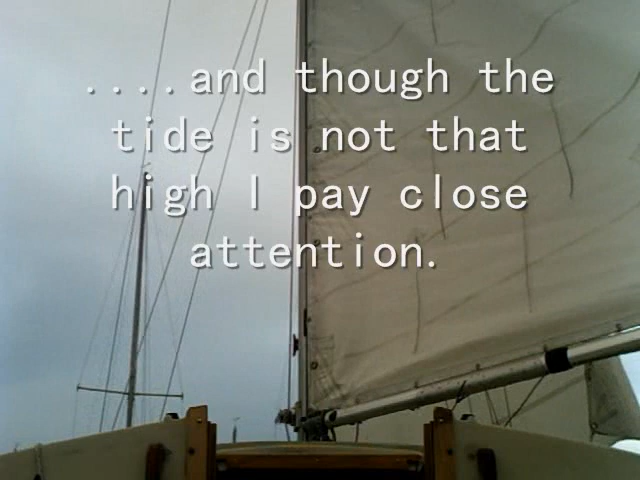 ....and though the
tide is not that
high I pay close
attention.